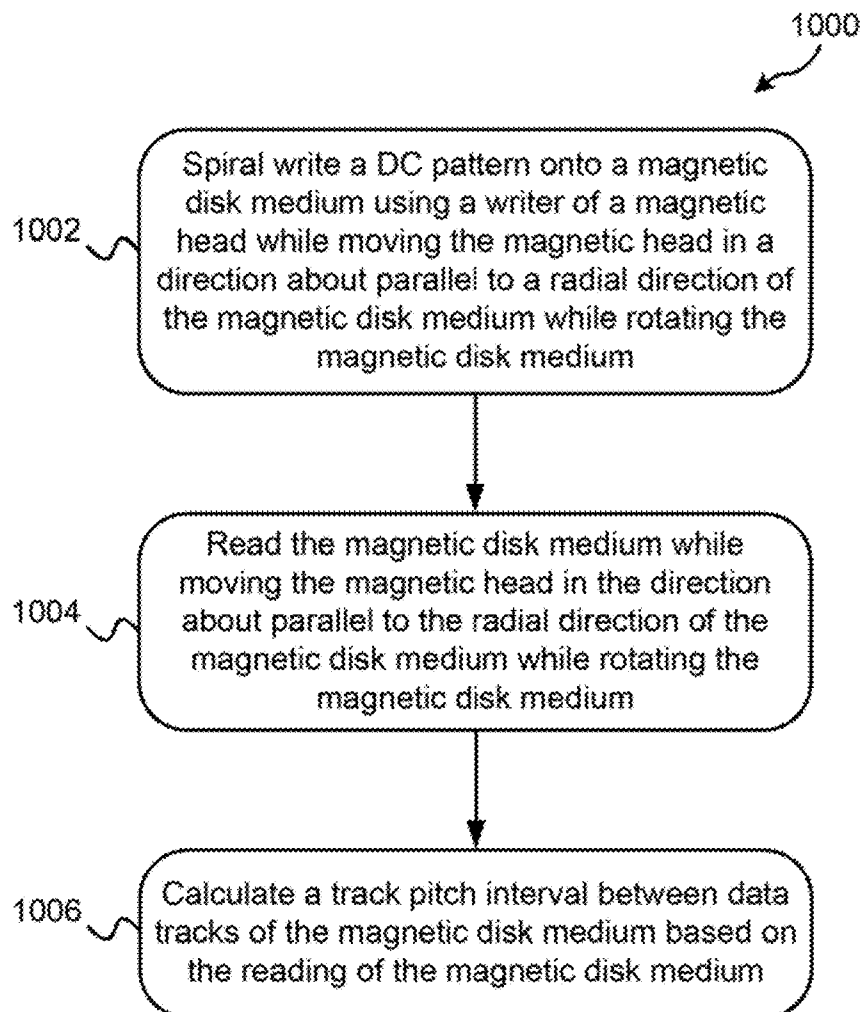 1000
Spiral write a DC pattern onto a magnetic
disk medium using a writer of a magnetic
head while moving the magnetic head in a
direction about parallel to a radial direction of
the magnetic disk medium while rotating the
magnetic disk medium
1002
Read the magnetic disk medium while
moving the magnetic head in the direction
about parallel to the radial direction of the
magnetic disk medium while rotating the
magnetic disk medium
1004
Calculate a track pitch interval between data
tracks of the magnetic disk medium based on
the reading of the magnetic disk medium
1006